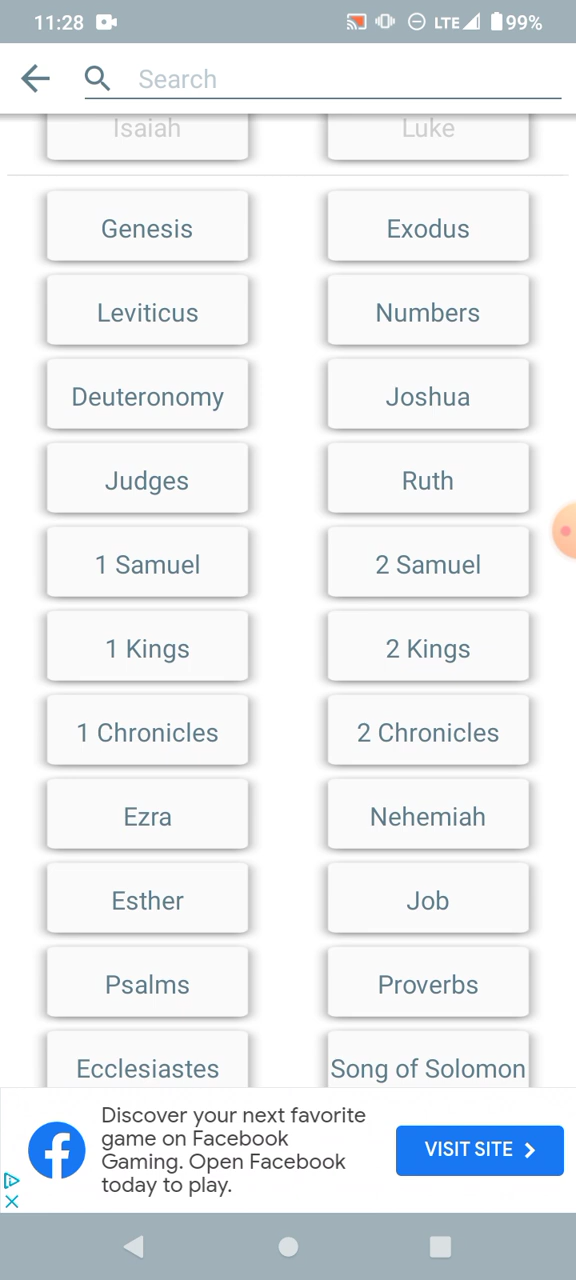 11:28 LTE 99%
Search
Isaiah Luke
Genesis Exodus
Leviticus Numbers
Deuteronomy Joshua
Judges Ruth
1 Samuel 2 Samuel
1 Kings 2 Kings
1 Chronicles 2 Chronicles
Ezra Nehemiah
Esther Job
Psalms Proverbs
Ecclesiastes Song of Solomon
Discover your next favorite
game on Facebook
Gaming. Open Facebook
today to play.
VISIT SITE